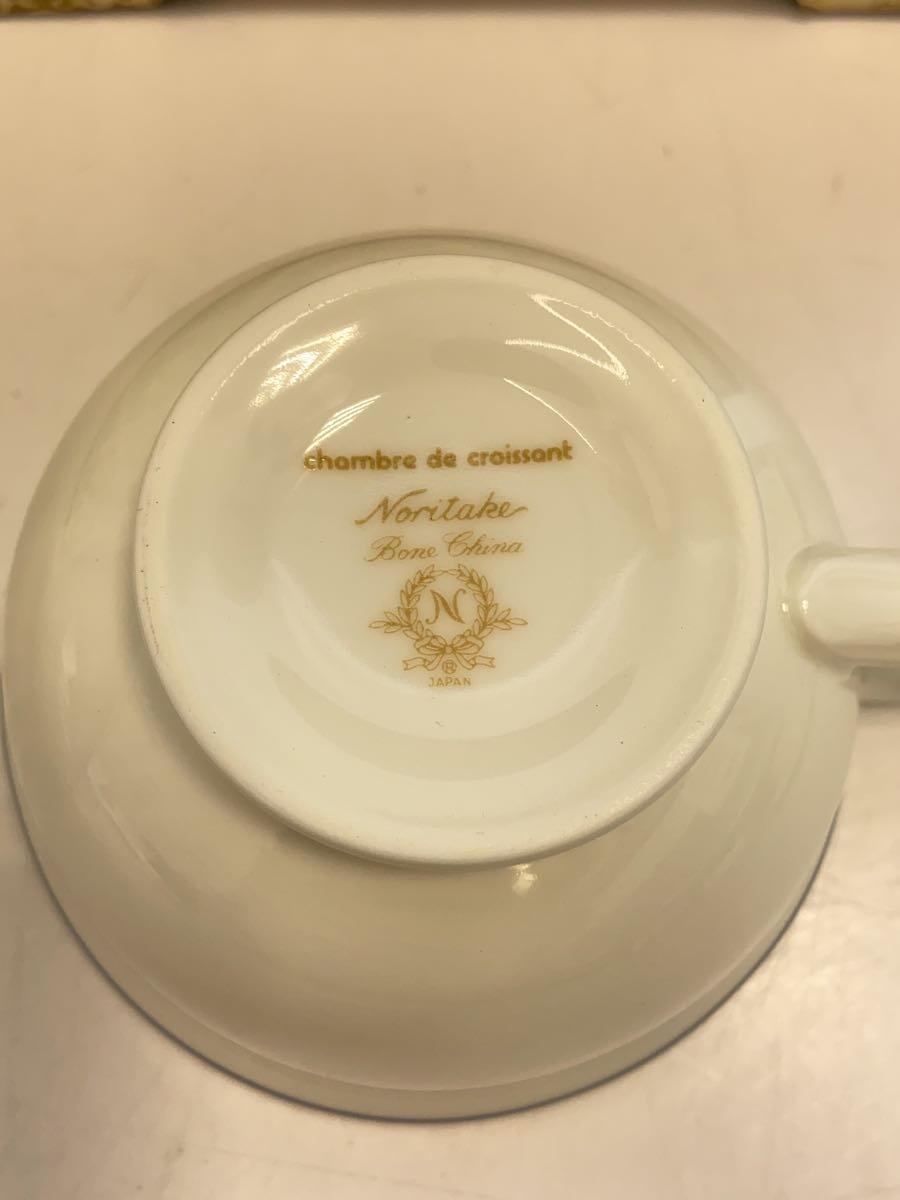 chambre de croissant
Noritake
Bone China
N
®
JAPAN